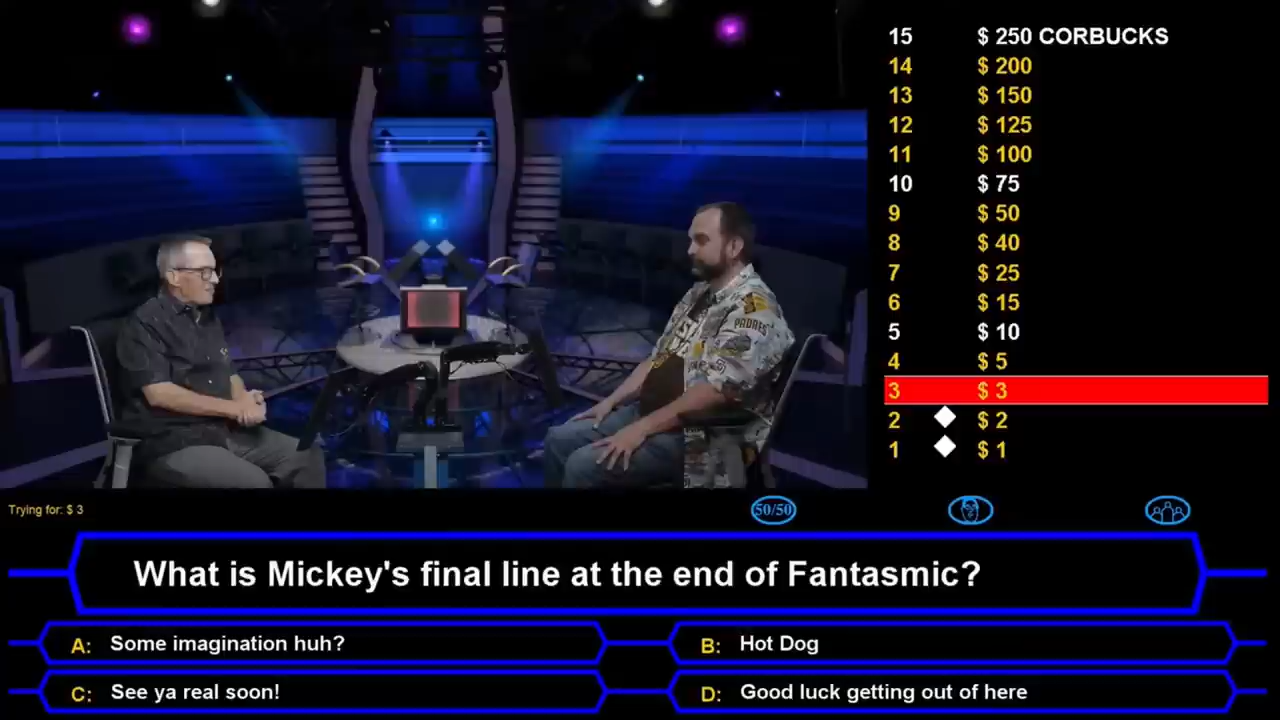 15 $ 250 CORBUCKS
14 $ 200
13 $ 150
12 $ 125
11 $ 100
10 $ 75
9 $ 50
8 $ 40
7 $ 25
6 $ 15
5 $ 10
4 $ 5
3 $ 3
2 $ 2
1 $ 1
PADRES
Trying for: $ 3
50/50
What is Mickey's final line at the end of Fantasmic?
A: Some imagination huh?
B: Hot Dog
C: See ya real soon!
D: Good luck getting out of here